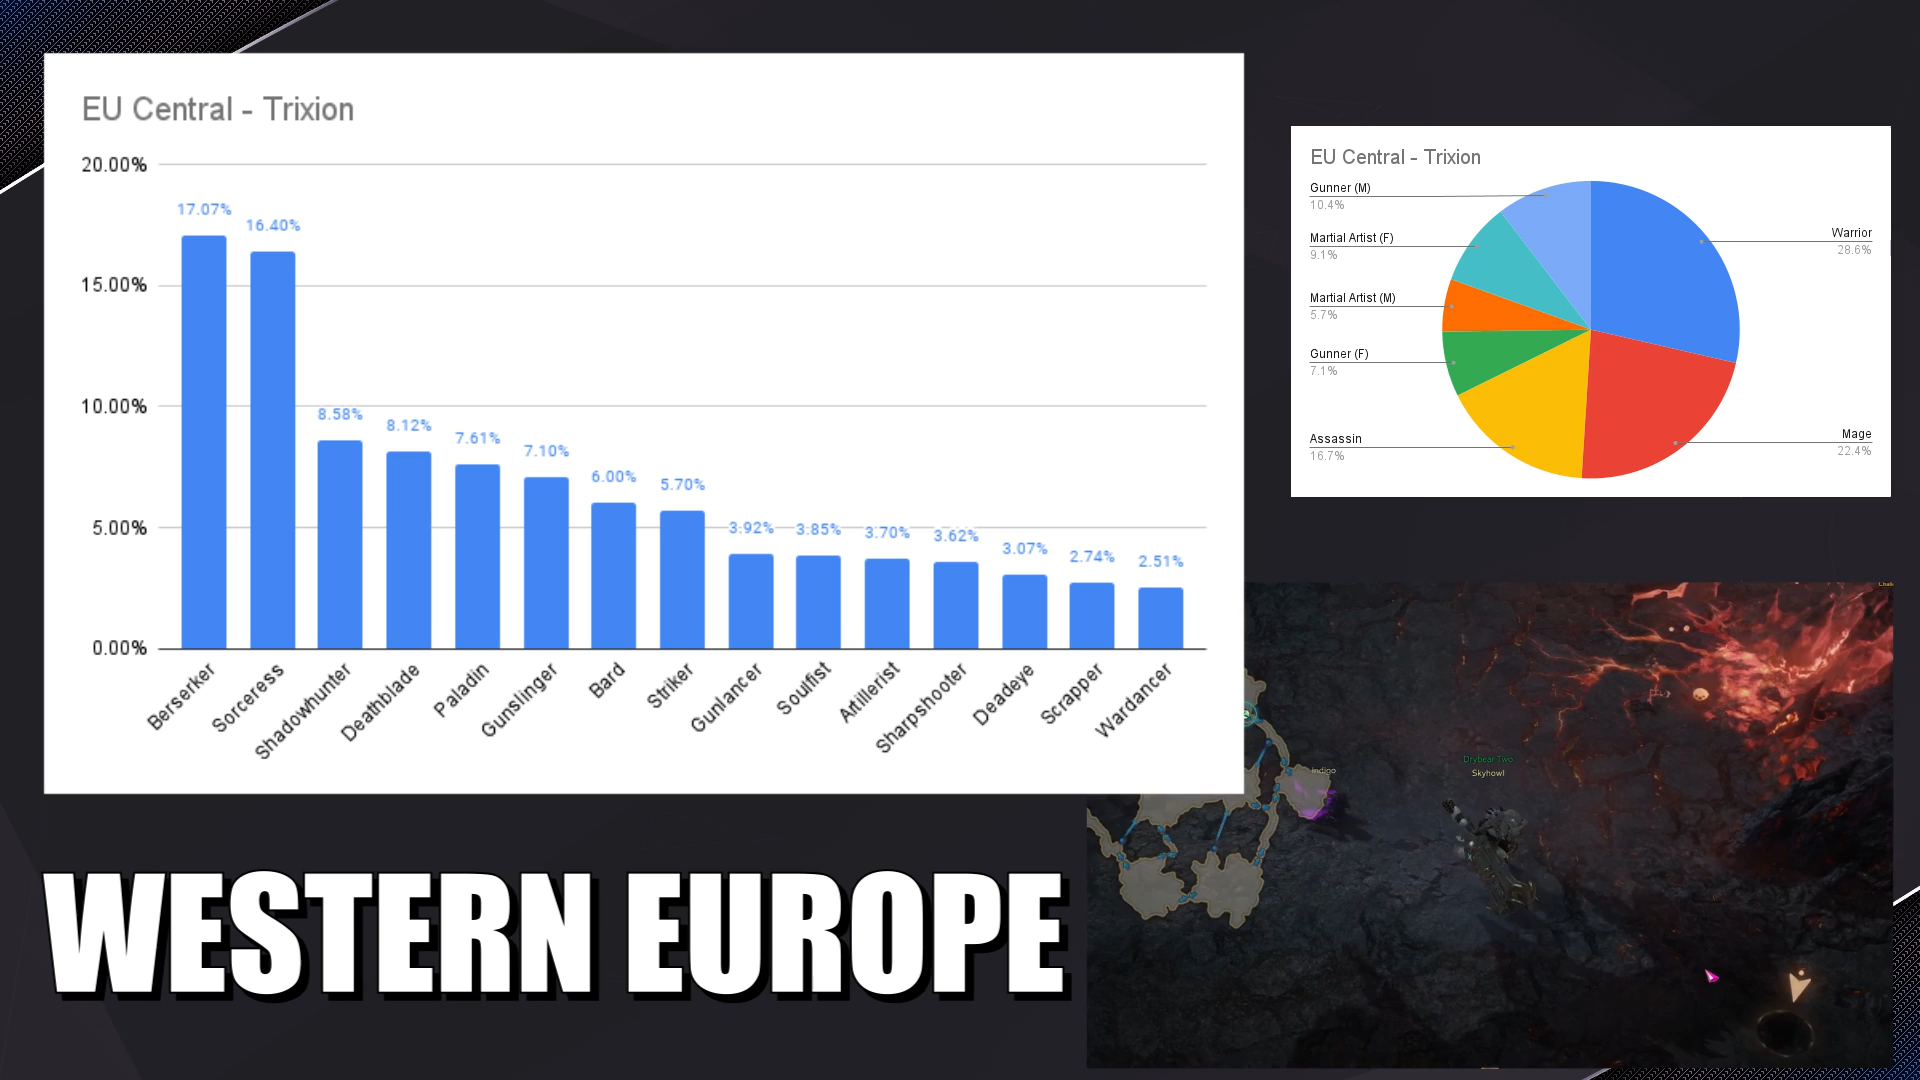 EU Central - Trixion
20.00%
15.00%
10.00%
5.00%
0.00%
17.07%
16.40%
8.58%
8.12%
7.61%
7.10%
6.00%
5.70%
3.92%
3.85%
3.70%
3.62%
3.07%
2.74%
2.51%
Berserker
Sorceress
Shadowhunter
Deathblade
Paladin
Gunslinger
Bard
Striker
Gunlancer
Soulfist
Artillerist
Sharpshooter
Deadeye
Scrapper
Wardancer
EU Central - Trixion
Gunner (M)
10.4%
Martial Artist (F)
9.1%
Martial Artist (M)
5.7%
Gunner (F)
7.1%
Assassin
16.7%
Warrior
28.6%
Mage
22.4%
Indigo
Drybear Two
Skyhowl
WESTERN EUROPE